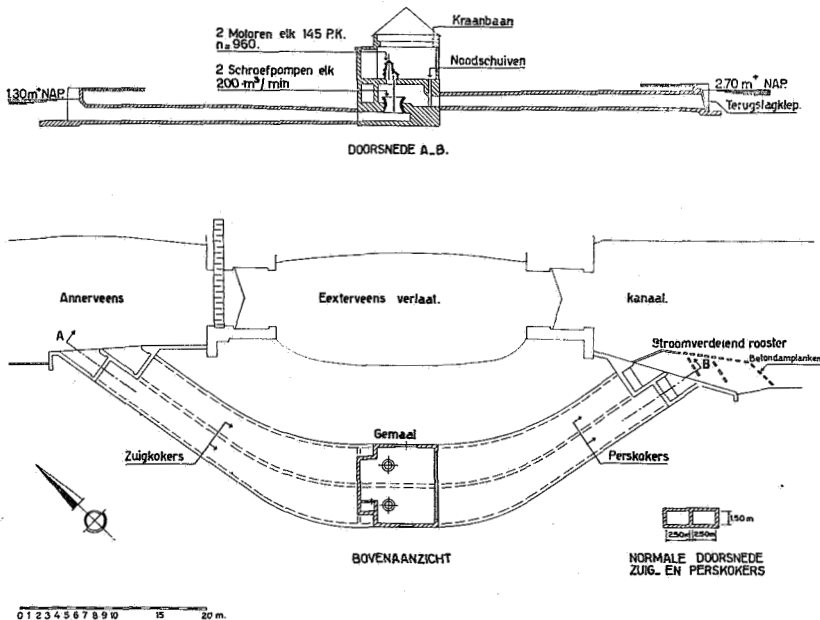 2 Motoren elk 145 P.K.
n=960.
Kraanbaan
2 Schroefpompen elk
200 m³/min
Noodschuiven
1.30 m⁺ NAP.
2.70 m⁺ NAP.
Terugslagklep.
DOORSNEDE A_B.
Annerveens
Eexterveens verlaat.
kanaal.
A
Stroomverdelend rooster
B
Betondamplanken
Gemaal
Zuigkokers
Perskokers
BOVENAANZICHT
1.50 m
2.50m 2.50m
NORMALE DOORSNEDE
ZUIG_ EN PERSKOKERS
0 1 2 3 4 5 6 7 8 9 10 15 20 m.